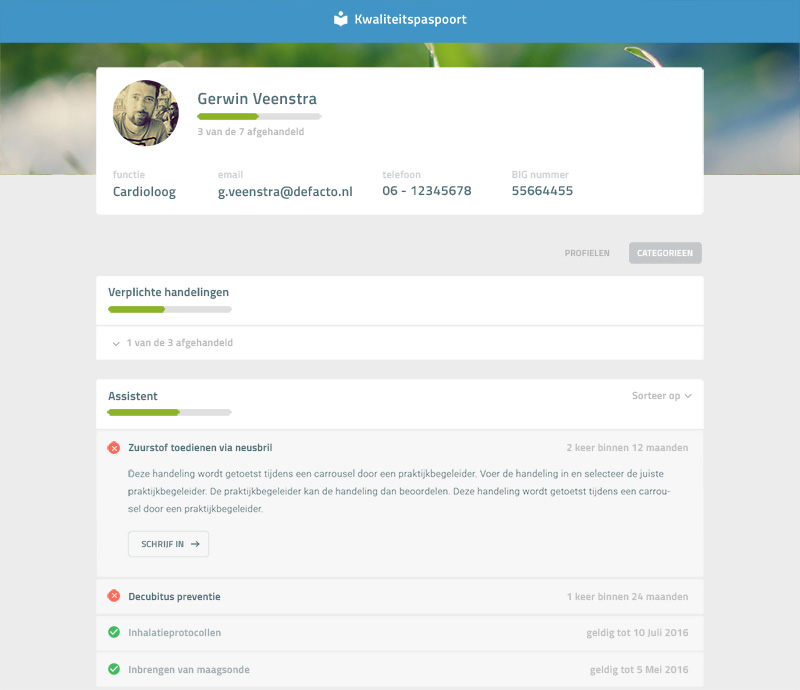 Kwaliteitspaspoort
Gerwin Veenstra
3 van de 7 afgehandeld
functie
Cardioloog
email
g.veenstra@defacto.nl
telefoon
06 - 12345678
BIG nummer
55664455
PROFIELEN
CATEGORIEEN
Verplichte handelingen
1 van de 3 afgehandeld
Assistent
Sorteer op
Zuurstof toedienen via neusbril
2 keer binnen 12 maanden
Deze handeling wordt getoetst tijdens een carrousel door een praktijkbegeleider. Voer de handeling in en selecteer de juiste
praktijkbegeleider. De praktijkbegeleider kan de handeling dan beoordelen. Deze handeling wordt getoetst tijdens een carrou-
sel door een praktijkbegeleider.
SCHRIJF IN
Decubitus preventie
1 keer binnen 24 maanden
Inhalatieprotocollen
geldig tot 10 Juli 2016
Inbrengen van maagsonde
geldig tot 5 Mei 2016